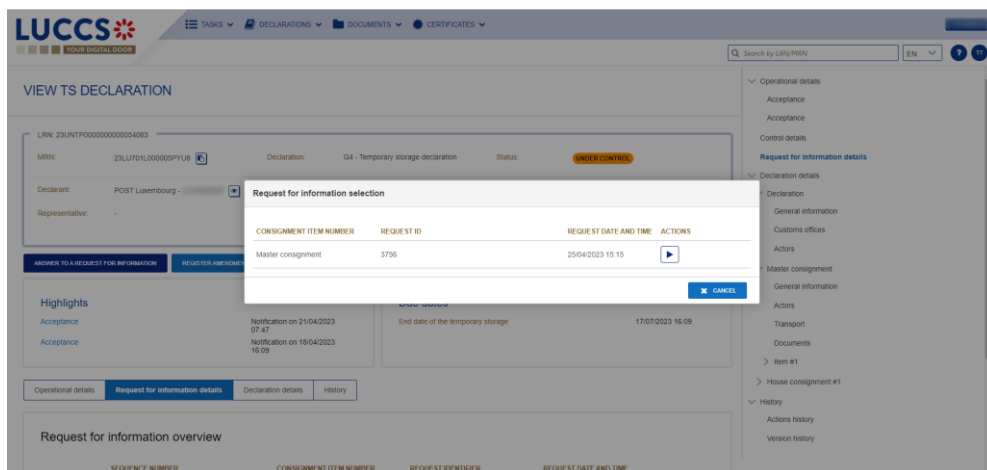 LUCCS
YOUR DIGITAL DOOR
TASKS DECLARATIONS DOCUMENTS CERTIFICATES
Search by LRN/MRN EN ? TT
VIEW TS DECLARATION
LRN: 23UNTP0000000000054083
MRN: 23LU701L000005PYU8 Declaration: G4 - Temporary storage declaration Status: UNDER CONTROL
Declarant: POST Luxembourg -
Representative: -
Request for information selection
CONSIGNMENT ITEM NUMBER REQUEST ID REQUEST DATE AND TIME ACTIONS
Master consignment 3756 25/04/2023 15:15
CANCEL
ANSWER TO A REQUEST FOR INFORMATION REGISTER
Highlights
Acceptance Notification on 21/04/2023
07:47
Acceptance Notification on 18/04/2023
16:09
Due dates
End date of the temporary storage 17/07/2023 16:09
Operational details Request for information details Declaration details History
Request for information overview
SEQUENCE NUMBER CONSIGNMENT ITEM NUMBER REQUEST IDENTIFIER REQUEST DATE AND TIME
Operational details
Acceptance
Acceptance
Control details
Request for information details
Declaration details
Declaration
General information
Customs offices
Actors
Master consignment
General information
Actors
Transport
Documents
Item #1
House consignment #1
History
Actions history
Version history